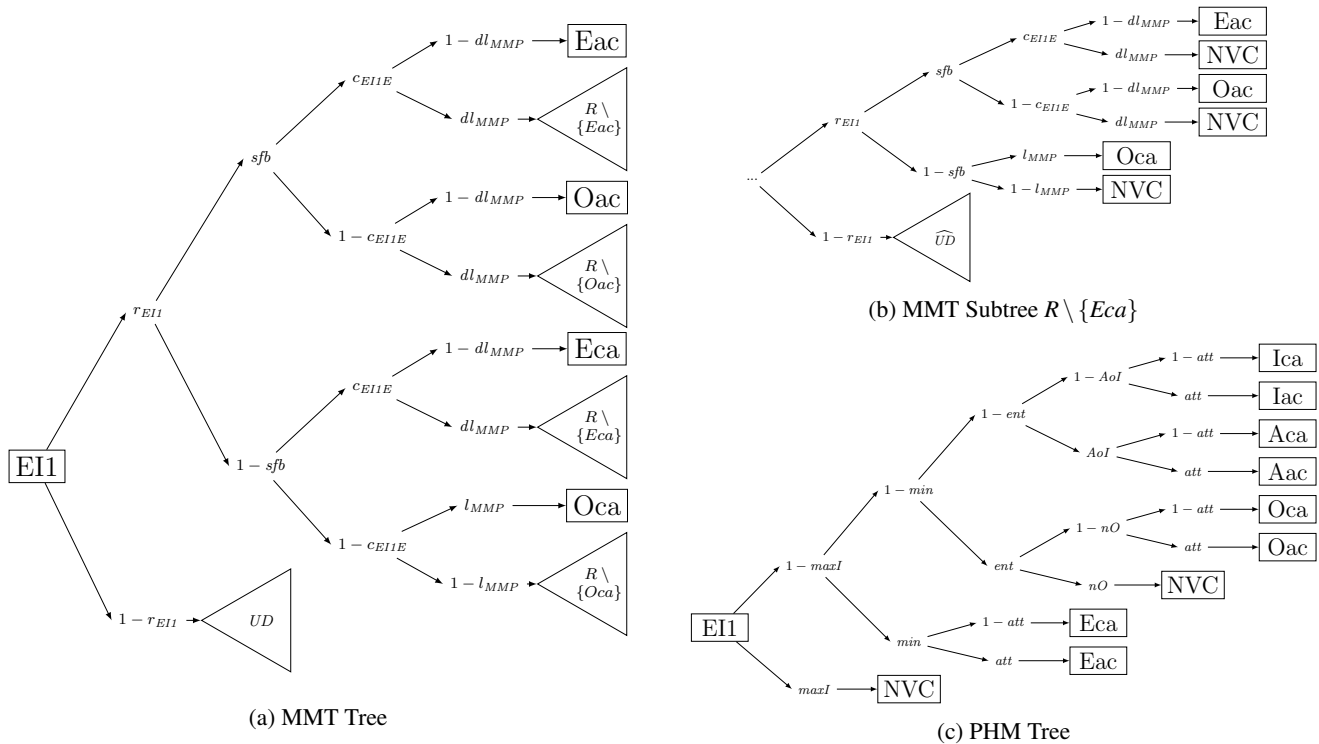 1 − dl_MMP
Eac
c_EI1E
dl_MMP
R \
{Eac}
sfb
1 − dl_MMP
Oac
1 − c_EI1E
dl_MMP
R \
{Oac}
r_EI1
1 − dl_MMP
Eca
c_EI1E
dl_MMP
R \
{Eca}
EI1
1 − sfb
l_MMP
Oca
1 − c_EI1E
1 − l_MMP
R \
{Oca}
1 − r_EI1
UD
(a) MMT Tree
1 − dl_MMP
Eac
c_EI1E
dl_MMP
NVC
sfb
1 − dl_MMP
Oac
1 − c_EI1E
dl_MMP
NVC
r_EI1
l_MMP
Oca
...
1 − sfb
1 − l_MMP
NVC
1 − r_EI1
\widehat{UD}
(b) MMT Subtree R \ {Eca}
1 − att
Ica
1 − AoI
att
Iac
1 − ent
1 − att
Aca
AoI
att
Aac
1 − min
1 − att
Oca
1 − nO
att
Oac
1 − maxI
ent
nO
NVC
EI1
1 − att
Eca
min
att
Eac
maxI
NVC
(c) PHM Tree